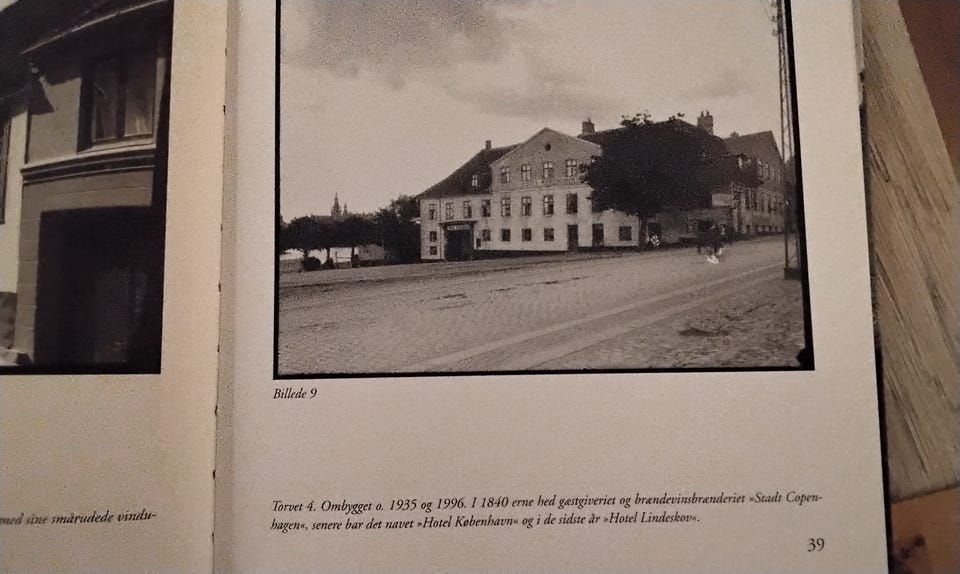 med sine smårudede vindu-
Billede 9
Torvet 4. Ombygget o. 1935 og 1996. I 1840 erne hed gæstgiveriet og brændevinsbrænderiet »Stadt Copen-
hagen«, senere bar det navet »Hotel København« og i de sidste år »Hotel Lindeskov«.
39